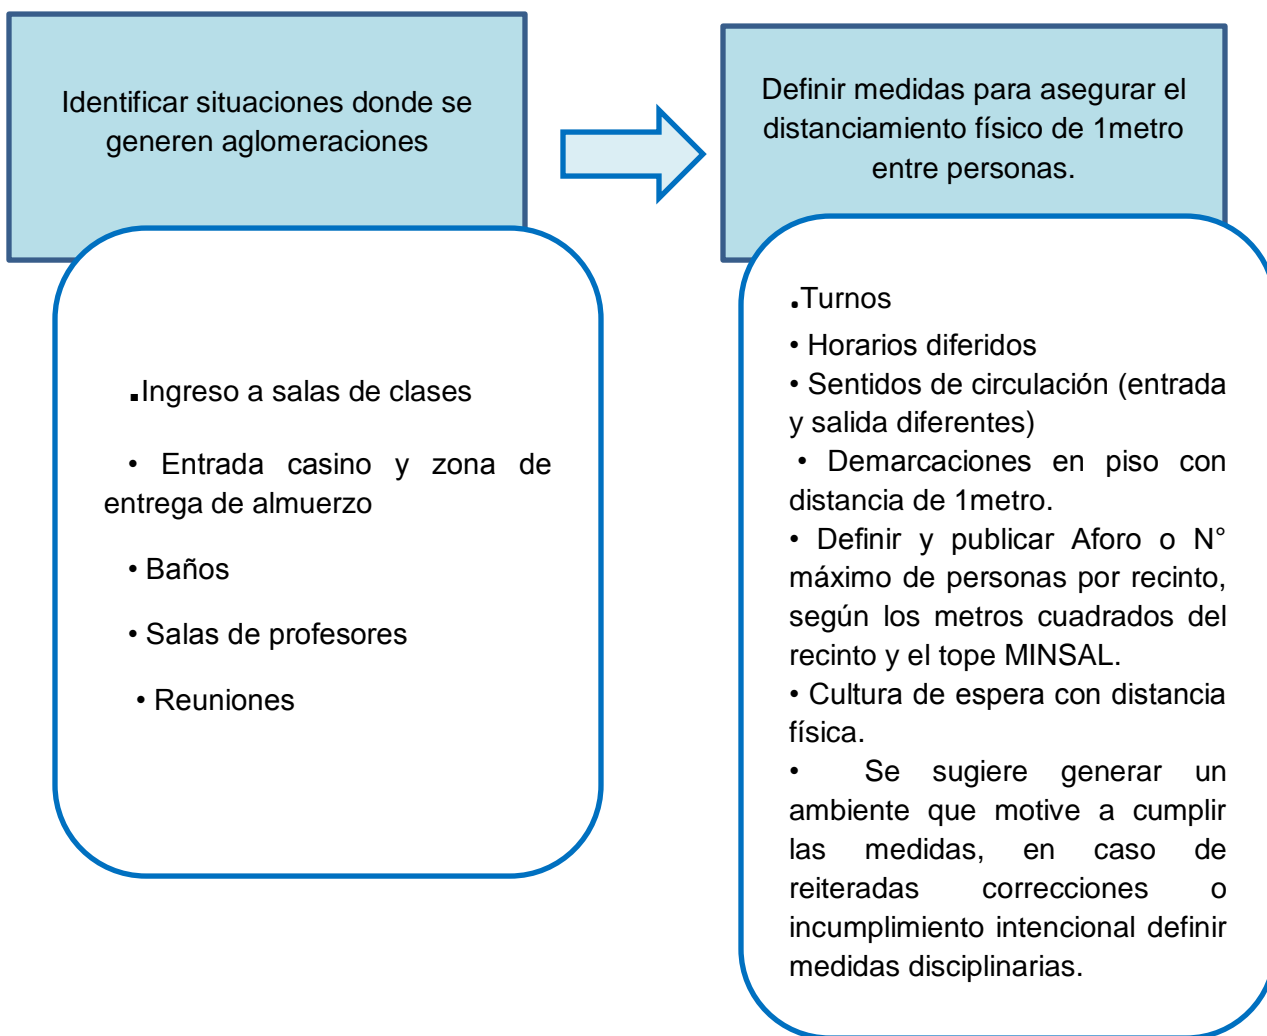 Identificar situaciones donde se
generen aglomeraciones
.Ingreso a salas de clases
• Entrada casino y zona de
entrega de almuerzo
• Baños
• Salas de profesores
• Reuniones
Definir medidas para asegurar el
distanciamiento físico de 1metro
entre personas.
.Turnos
• Horarios diferidos
• Sentidos de circulación (entrada
y salida diferentes)
• Demarcaciones en piso con
distancia de 1metro.
• Definir y publicar Aforo o N°
máximo de personas por recinto,
según los metros cuadrados del
recinto y el tope MINSAL.
• Cultura de espera con distancia
física.
• Se sugiere generar un
ambiente que motive a cumplir
las medidas, en caso de
reiteradas correcciones o
incumplimiento intencional definir
medidas disciplinarias.